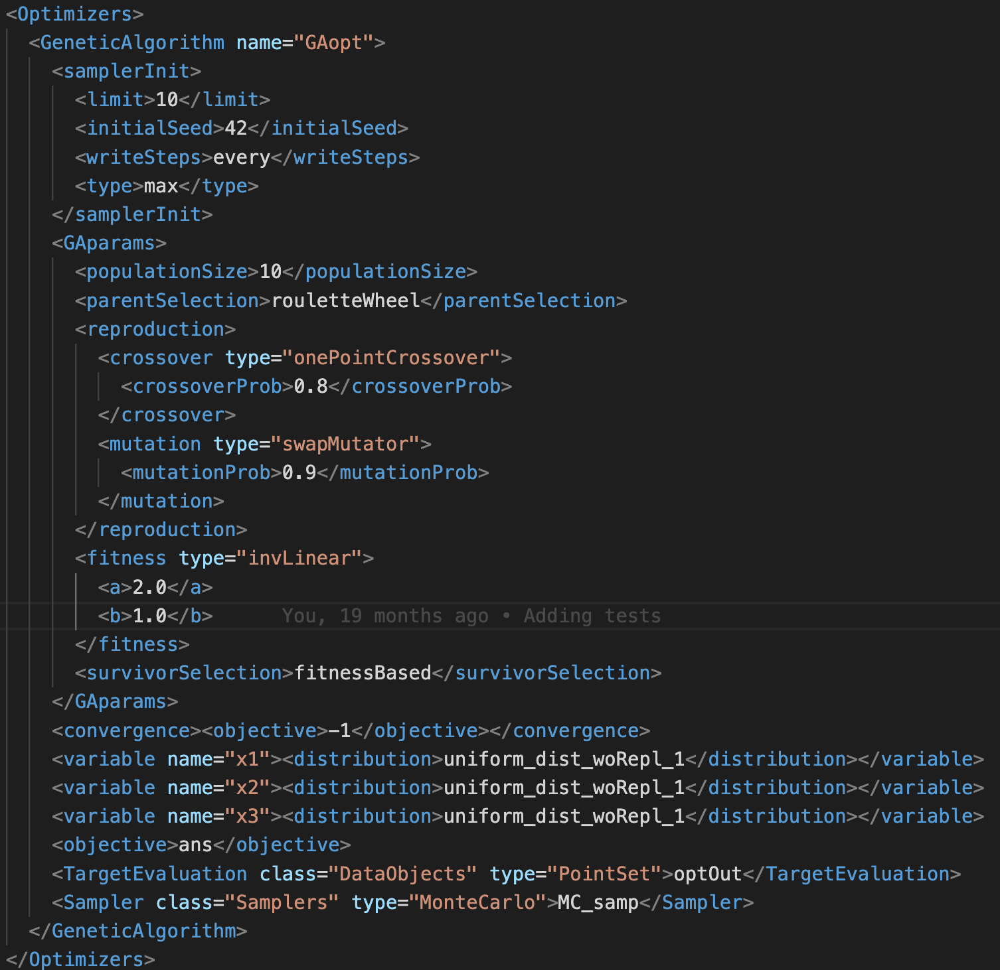 <Optimizers>
<GeneticAlgorithm name="GAopt">
<samplerInit>
<limit>10</limit>
<initialSeed>42</initialSeed>
<writeSteps>every</writeSteps>
<type>max</type>
</samplerInit>
<GAparams>
<populationSize>10</populationSize>
<parentSelection>rouletteWheel</parentSelection>
<reproduction>
<crossover type="onePointCrossover">
<crossoverProb>0.8</crossoverProb>
</crossover>
<mutation type="swapMutator">
<mutationProb>0.9</mutationProb>
</mutation>
</reproduction>
<fitness type="invLinear">
<a>2.0</a>
<b>1.0</b> You, 19 months ago • Adding tests
</fitness>
<survivorSelection>fitnessBased</survivorSelection>
</GAparams>
<convergence><objective>-1</objective></convergence>
<variable name="x1"><distribution>uniform_dist_woRepl_1</distribution></variable>
<variable name="x2"><distribution>uniform_dist_woRepl_1</distribution></variable>
<variable name="x3"><distribution>uniform_dist_woRepl_1</distribution></variable>
<objective>ans</objective>
<TargetEvaluation class="DataObjects" type="PointSet">optOut</TargetEvaluation>
<Sampler class="Samplers" type="MonteCarlo">MC_samp</Sampler>
</GeneticAlgorithm>
</Optimizers>